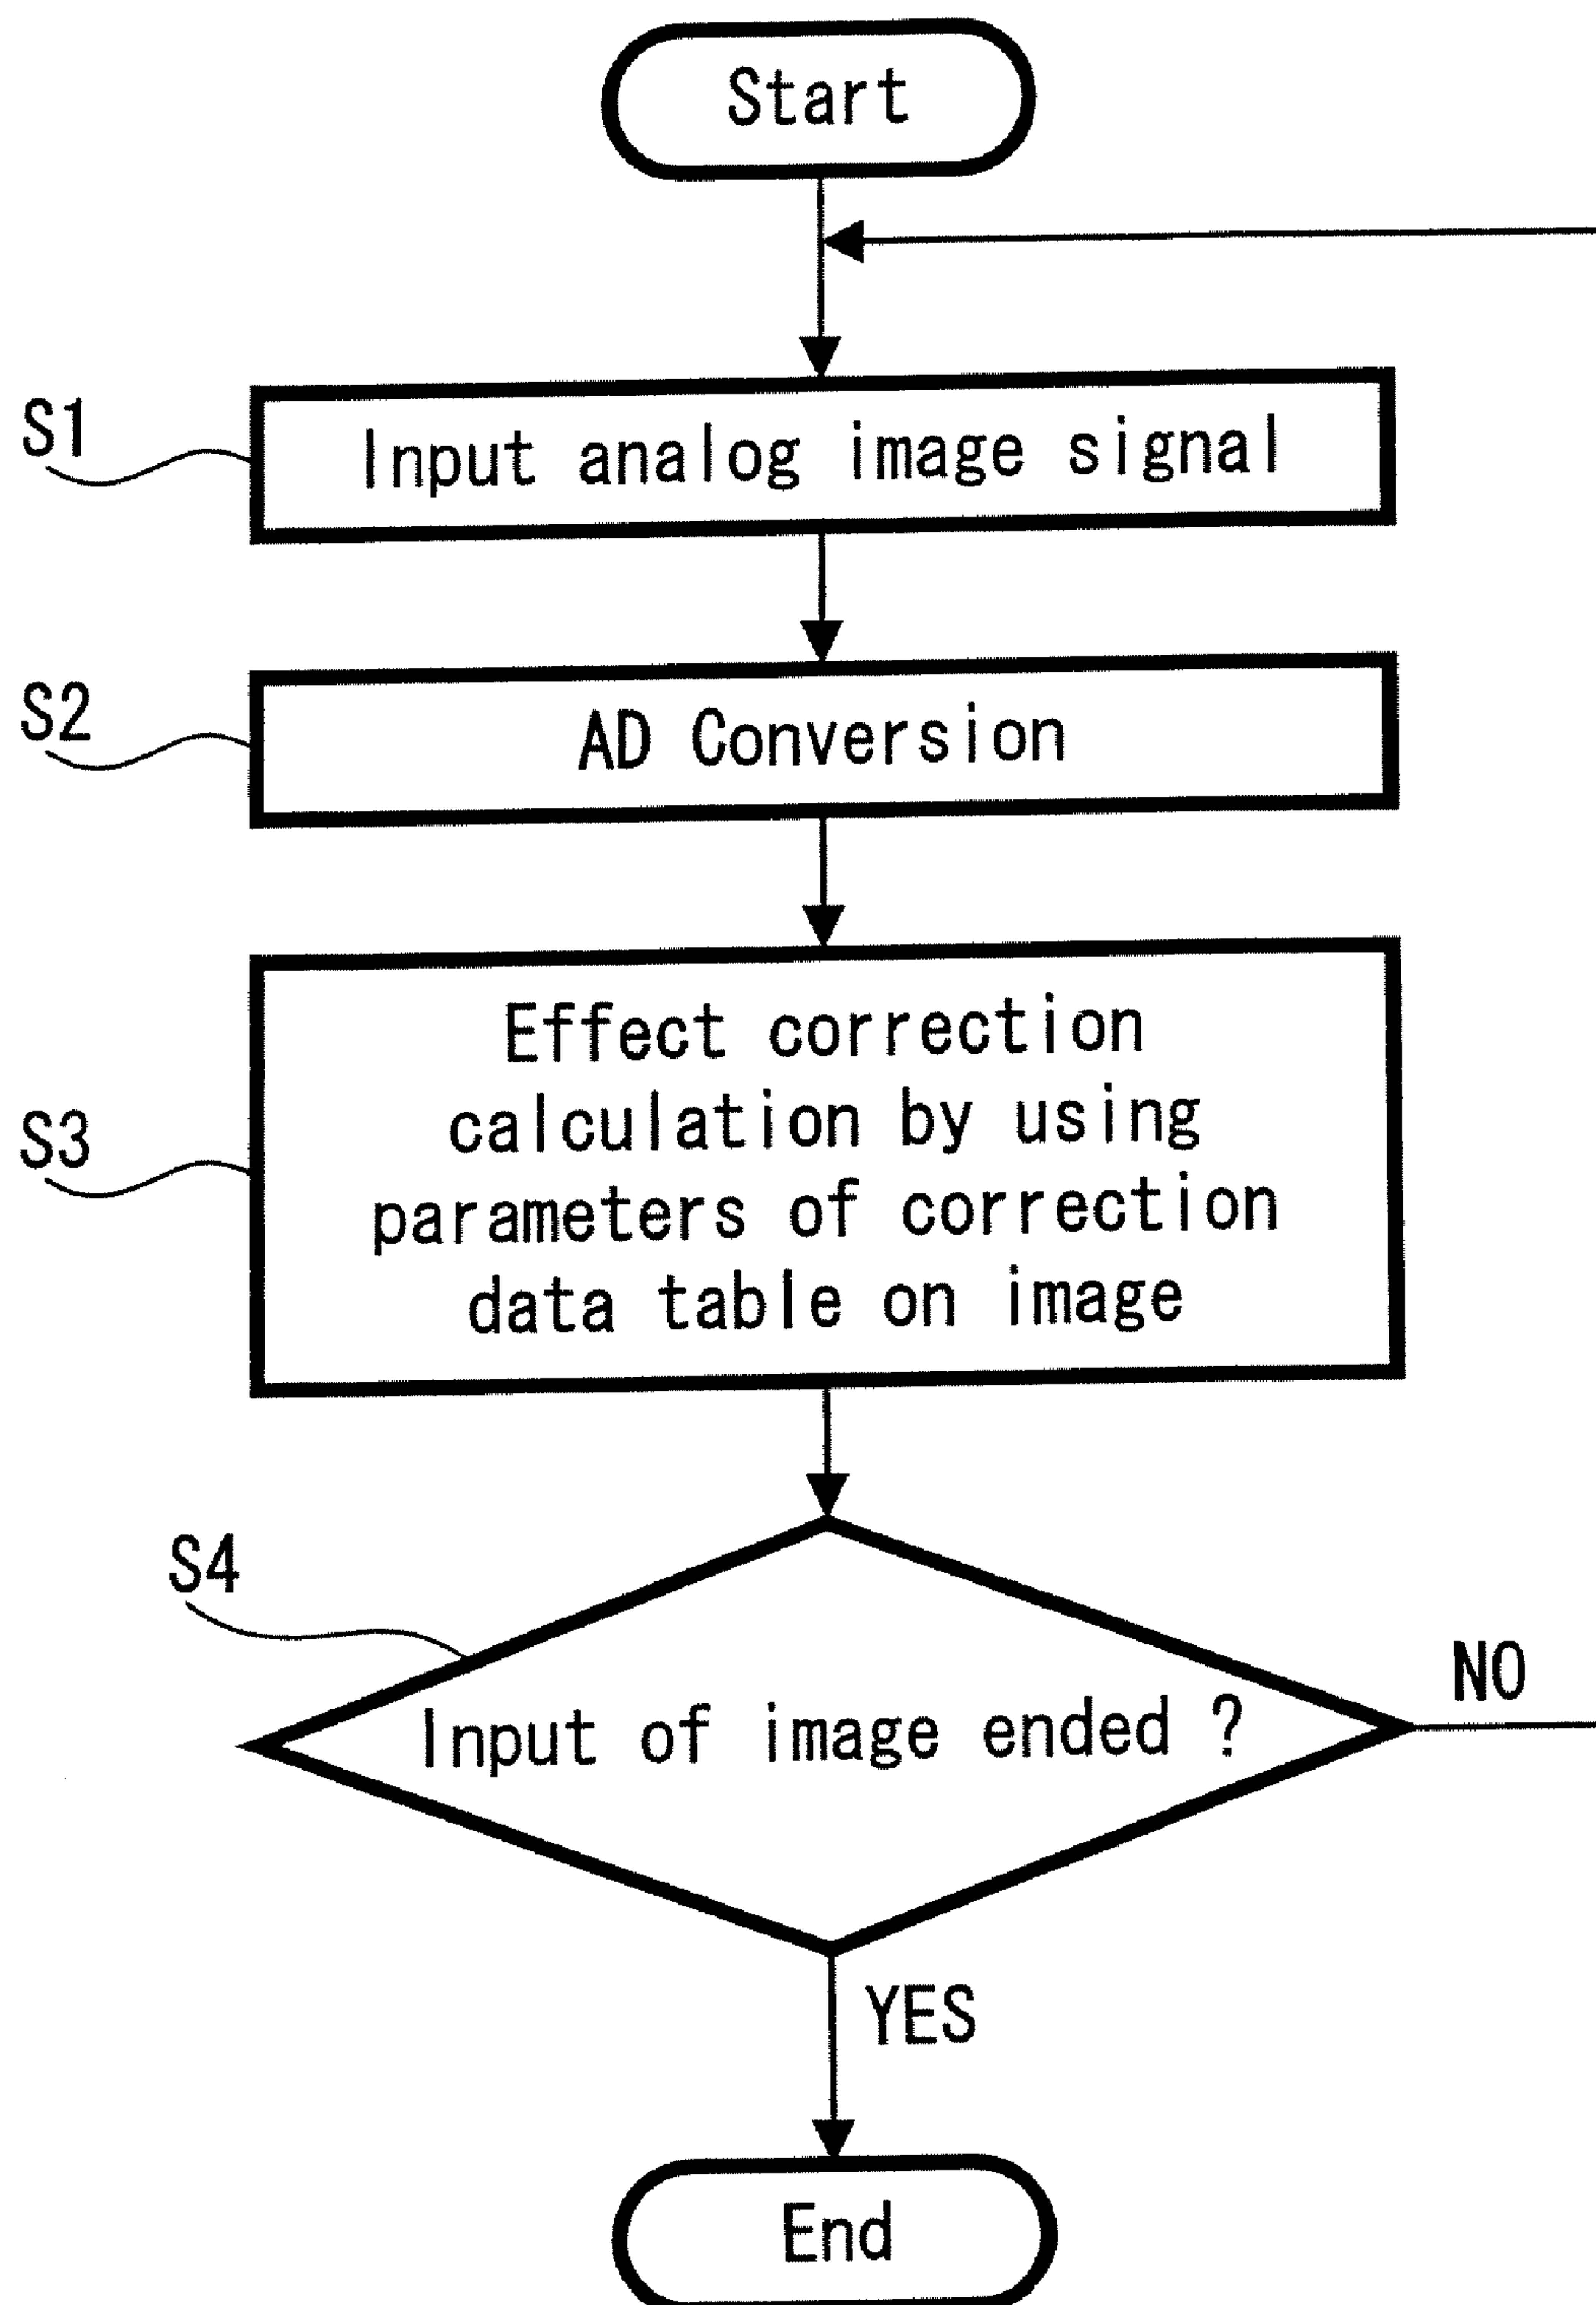 Start
S1
Input analog image signal
S2
AD Conversion
S3
Effect correction
calculation by using
parameters of correction
data table on image
S4
Input of image ended ?
NO
YES
End